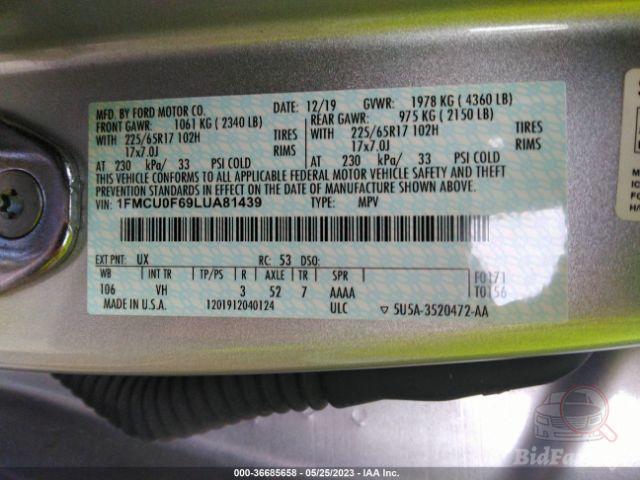 MFD. BY FORD MOTOR CO. DATE: 12/19 GVWR: 1978 KG ( 4360 LB)
FRONT GAWR: 1061 KG ( 2340 LB) REAR GAWR: 975 KG ( 2150 LB)
WITH 225/65R17 102H TIRES WITH 225/65R17 102H TIRES
17x7.0J RIMS 17x7.0J RIMS
AT 230 kPa/ 33 PSI COLD AT 230 kPa/ 33 PSI COLD
THIS VEHICLE CONFORMS TO ALL APPLICABLE FEDERAL MOTOR VEHICLE SAFETY AND THEFT
PREVENTION STANDARDS IN EFFECT ON THE DATE OF MANUFACTURE SHOWN ABOVE.
VIN: 1FMCU0F69LUA81439 TYPE: MPV
EXT PNT: UX RC: 53 DSO:
WB INT TR TP/PS R AXLE TR SPR F0171
106 VH 3 52 7 AAAA T0156
MADE IN U.S.A. 1201912040124 ULC ▽ 5U5A-3520472-AA
000-36685658 - 05/25/2023 - IAA Inc.